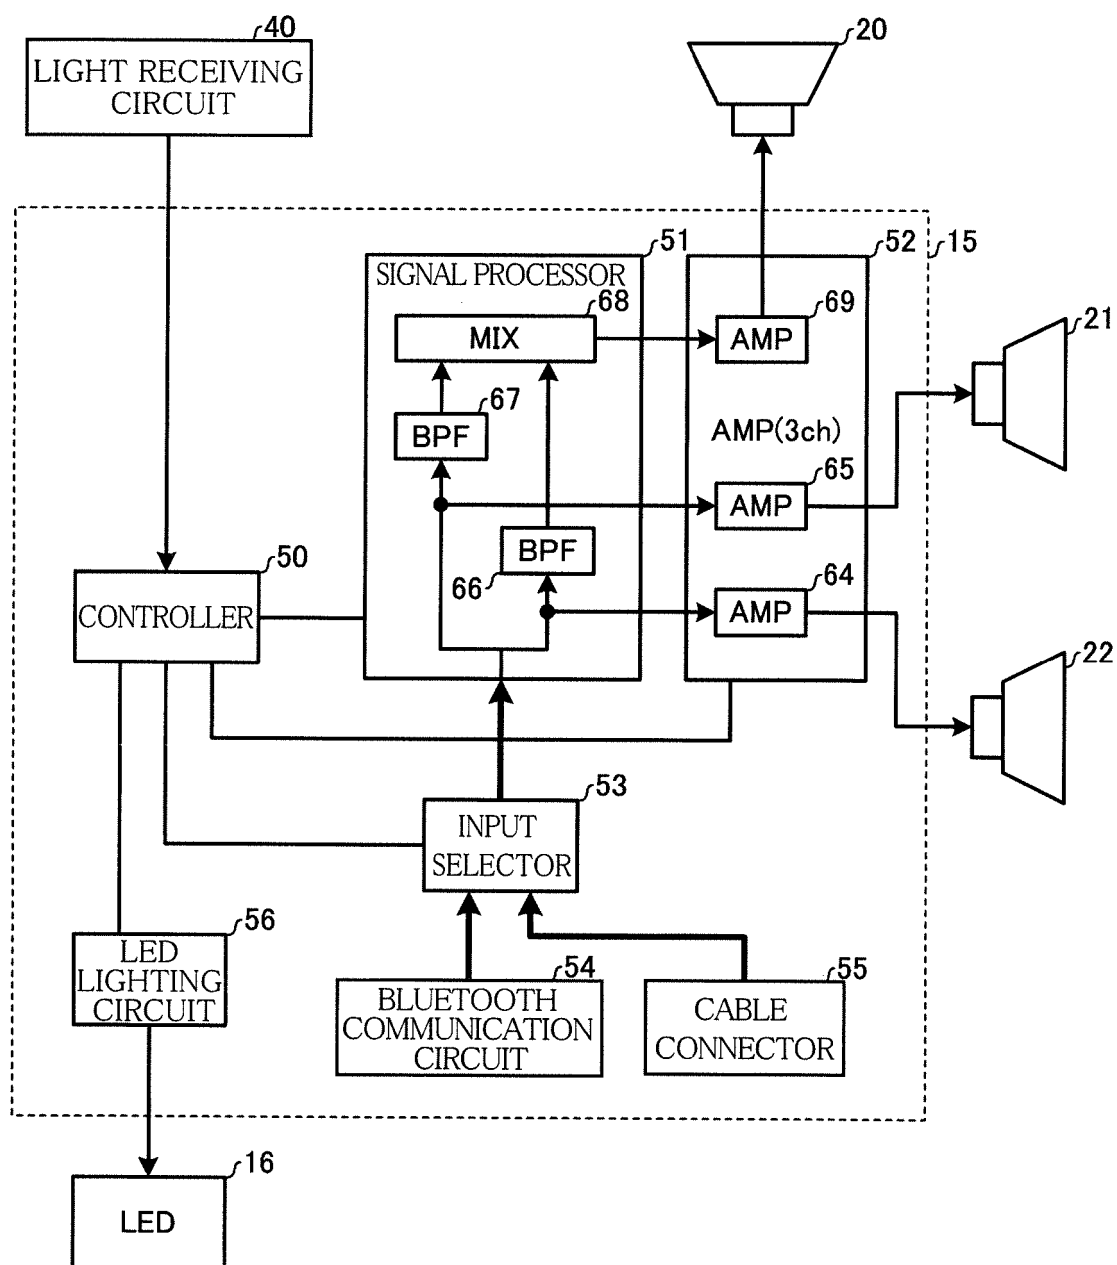 40
LIGHT RECEIVING
CIRCUIT
20
15
51
SIGNAL PROCESSOR
52
68
MIX
69
AMP
21
67
BPF
AMP(3ch)
65
AMP
50
CONTROLLER
BPF
66
64
AMP
22
53
INPUT
SELECTOR
56
LED
LIGHTING
CIRCUIT
54
BLUETOOTH
COMMUNICATION
CIRCUIT
55
CABLE
CONNECTOR
16
LED